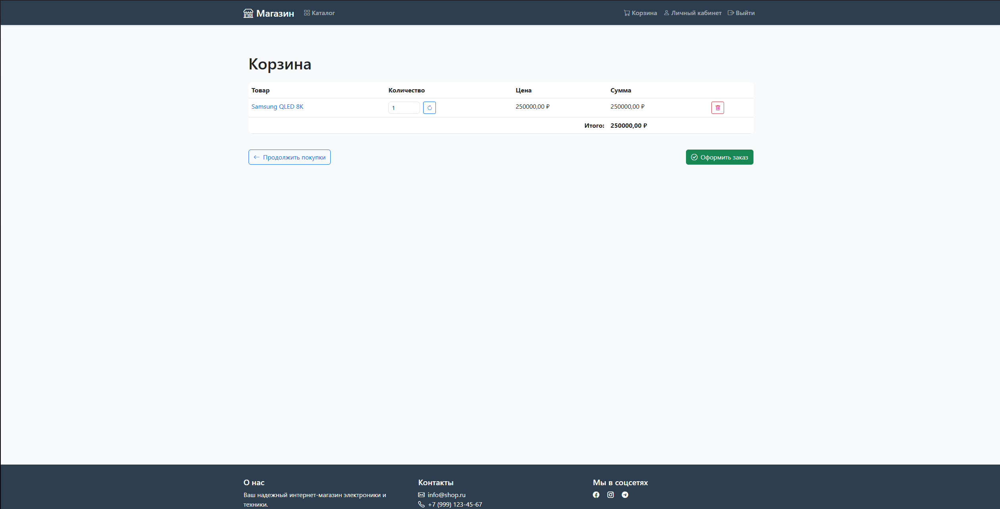 Магазин Каталог Корзина Личный кабинет Выйти
Корзина
Товар Количество Цена Сумма
Samsung QLED 8K 1 250000,00 ₽ 250000,00 ₽
Итого: 250000,00 ₽
Продолжить покупки Оформить заказ
О нас
Ваш надежный интернет-магазин электроники и
техники.
Контакты
info@shop.ru
+7 (999) 123-45-67
Мы в соцсетях